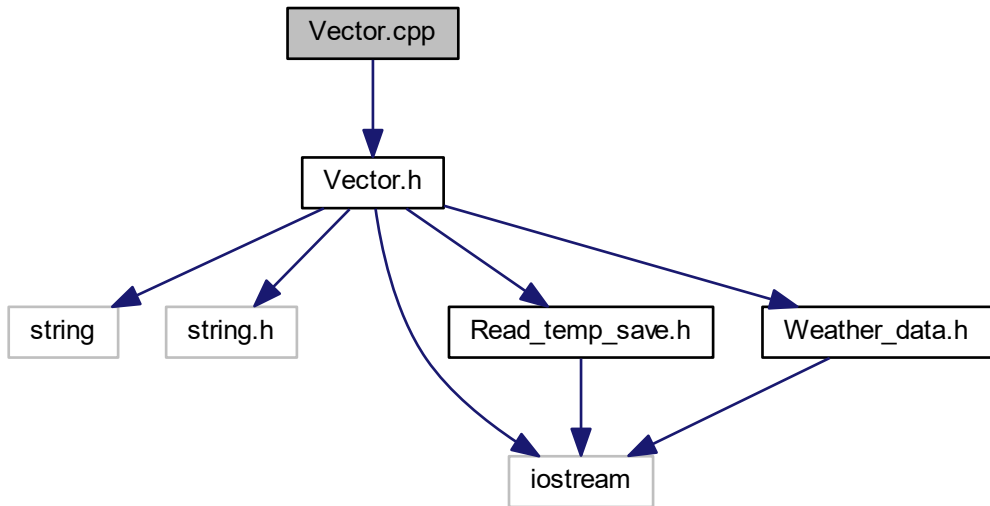 Vector.cpp
Vector.h
string
string.h
Read_temp_save.h
Weather_data.h
iostream